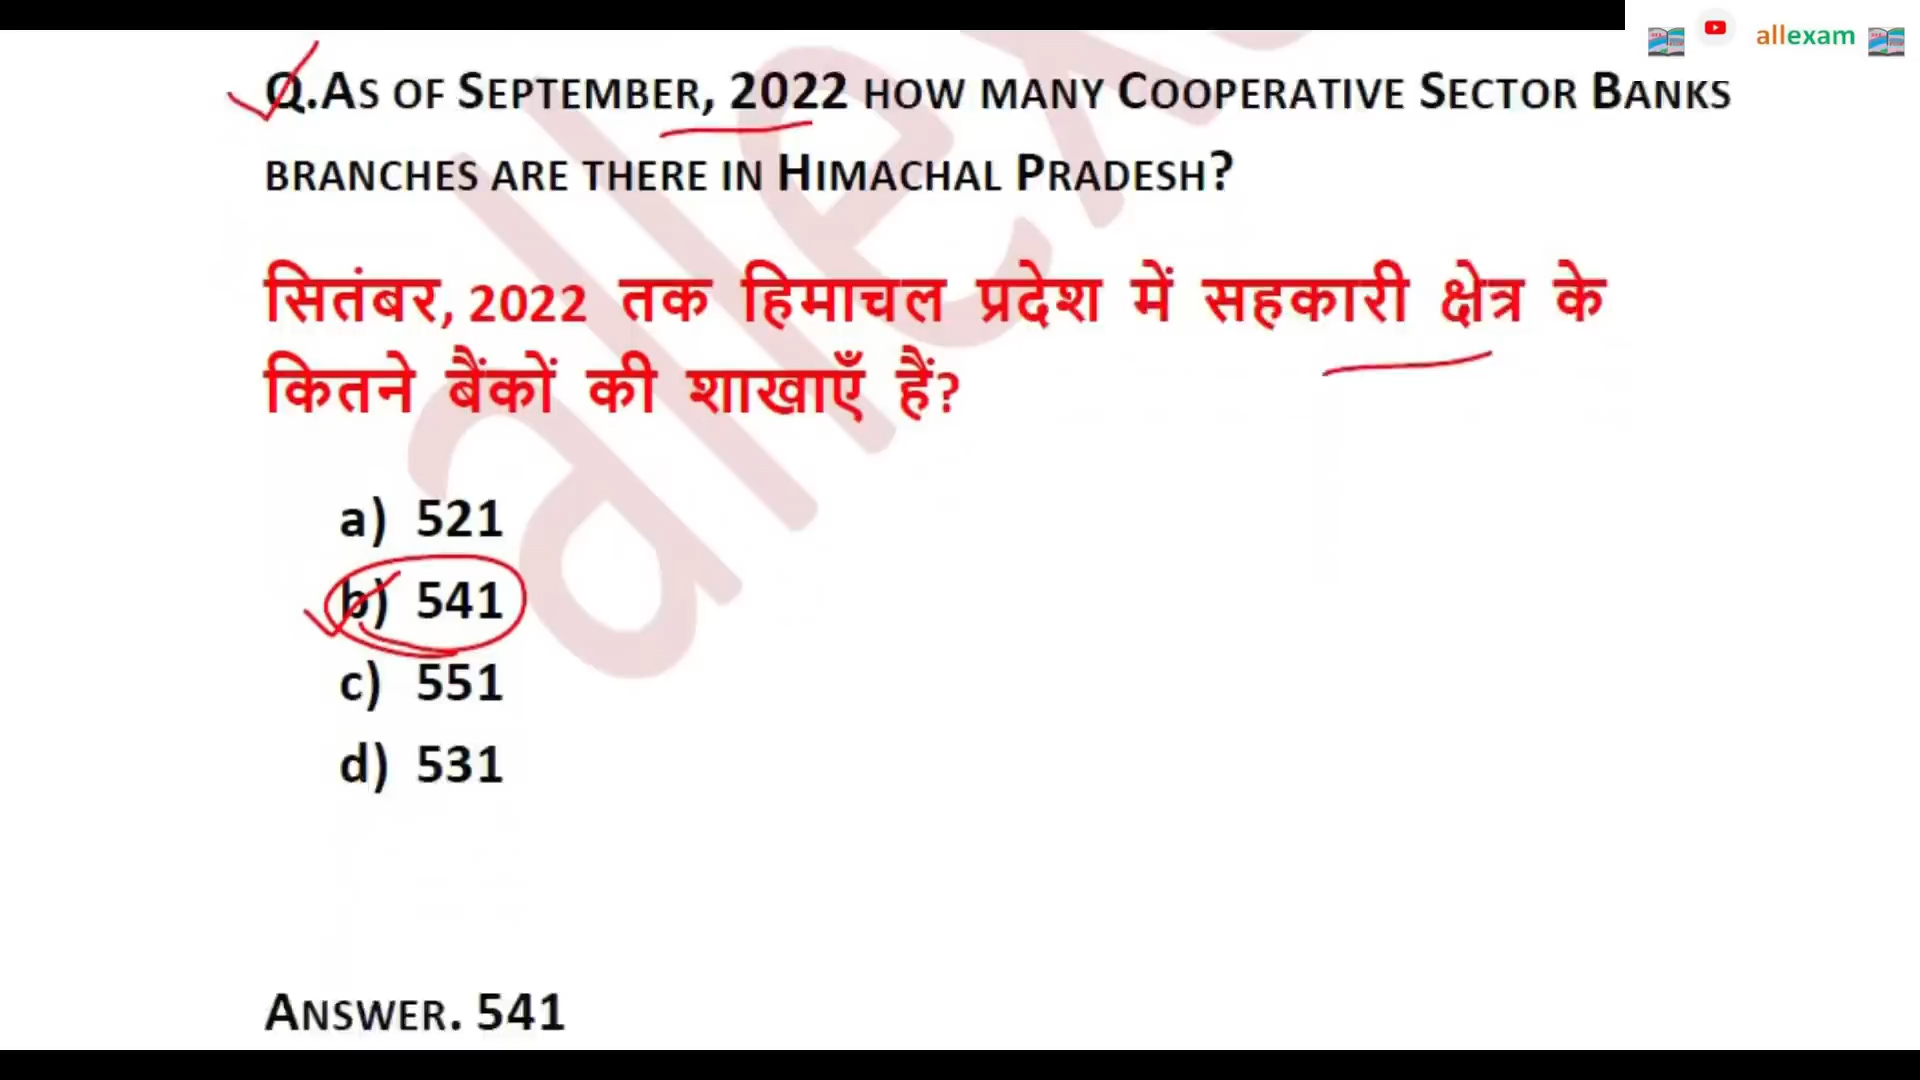 allexam
Q.As of September, 2022 how many Cooperative Sector Banks
branches are there in Himachal Pradesh?
सितंबर, 2022 तक हिमाचल प्रदेश में सहकारी क्षेत्र के
कितने बैंकों की शाखाएँ हैं?
a) 521
b) 541
c) 551
d) 531
Answer. 541